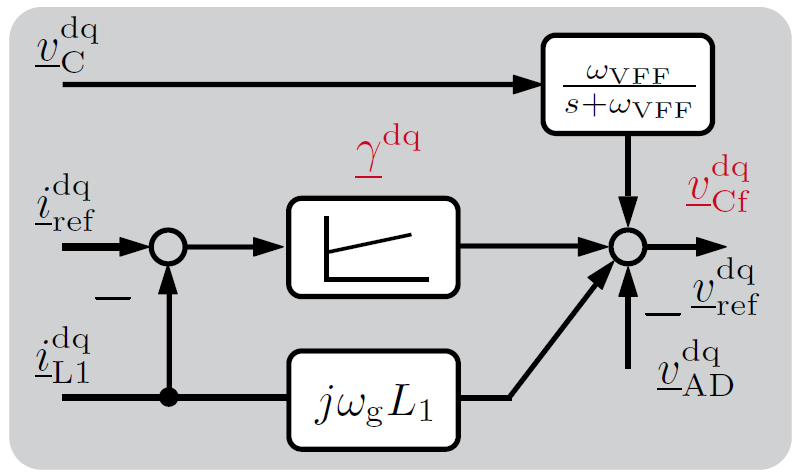 v_C^dq
ω_VFF / (s+ω_VFF)
γ^dq
v_Cf^dq
i_ref^dq
−
v_ref^dq
−
i_L1^dq
jω_g L_1
v_AD^dq